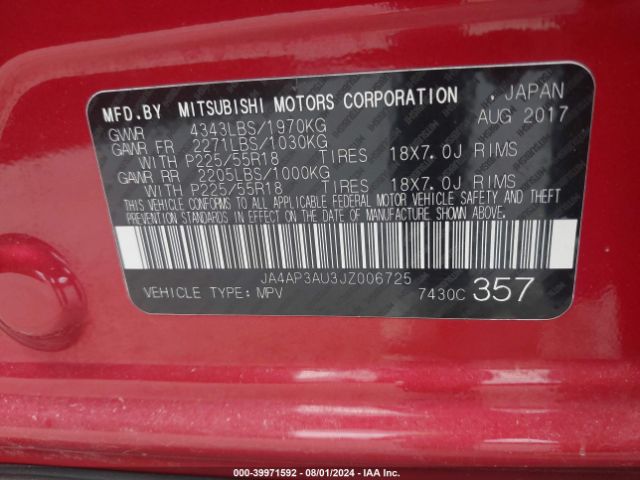 MFD.BY MITSUBISHI MOTORS CORPORATION , JAPAN
GVWR 4343LBS/1970KG AUG 2017
GAWR FR 2271LBS/1030KG
WITH P225/55R18 TIRES 18X7.0J RIMS
GAWR RR 2205LBS/1000KG
WITH P225/55R18 TIRES 18X7.0J RIMS
THIS VEHICLE CONFORMS TO ALL APPLICABLE FEDERAL MOTOR VEHICLE SAFETY AND THEFT
PREVENTION STANDARDS IN EFFECT ON THE DATE OF MANUFACTURE SHOWN ABOVE.
JA4AP3AU3JZ006725
VEHICLE TYPE: MPV 7430C 357
000-39971592 - 08/01/2024 - IAA Inc.